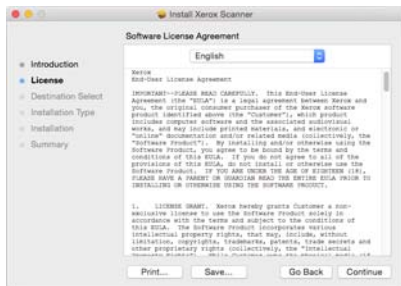 Install Xerox Scanner
Software License Agreement
English
Introduction
License
Destination Select
Installation Type
Installation
Summary
Xerox
End-User License Agreement
IMPORTANT--PLEASE READ CAREFULLY. This End-User License
Agreement (the "EULA") is a legal agreement between Xerox and
you, the original consumer purchaser of the Xerox software
product identified above (the "Customer"), which product
includes computer software and the associated audiovisual
works, and may include printed materials, and electronic or
"online" documentation and/or related media (collectively, the
"Software Product"). By installing and/or otherwise using the
Software Product, you agree to be bound by the terms and
conditions of this EULA. If you do not agree to all of the
provisions of this EULA, do not install or otherwise use the
Software Product. IF YOU ARE UNDER THE AGE OF EIGHTEEN (18),
PLEASE HAVE A PARENT OR GUARDIAN READ THE ENTIRE EULA PRIOR TO
INSTALLING OR OTHERWISE USING THE SOFTWARE PRODUCT.
1. LICENSE GRANT. Xerox hereby grants Customer a non-
exclusive license to use the Software Product solely in
accordance with the terms and subject to the conditions of
this EULA. The Software Product incorporates various
intellectual property rights, that may, include, without
limitation, copyrights, trademarks, patents, trade secrets and
other proprietary rights (collectively, the "Intellectual
Print...
Save...
Go Back
Continue